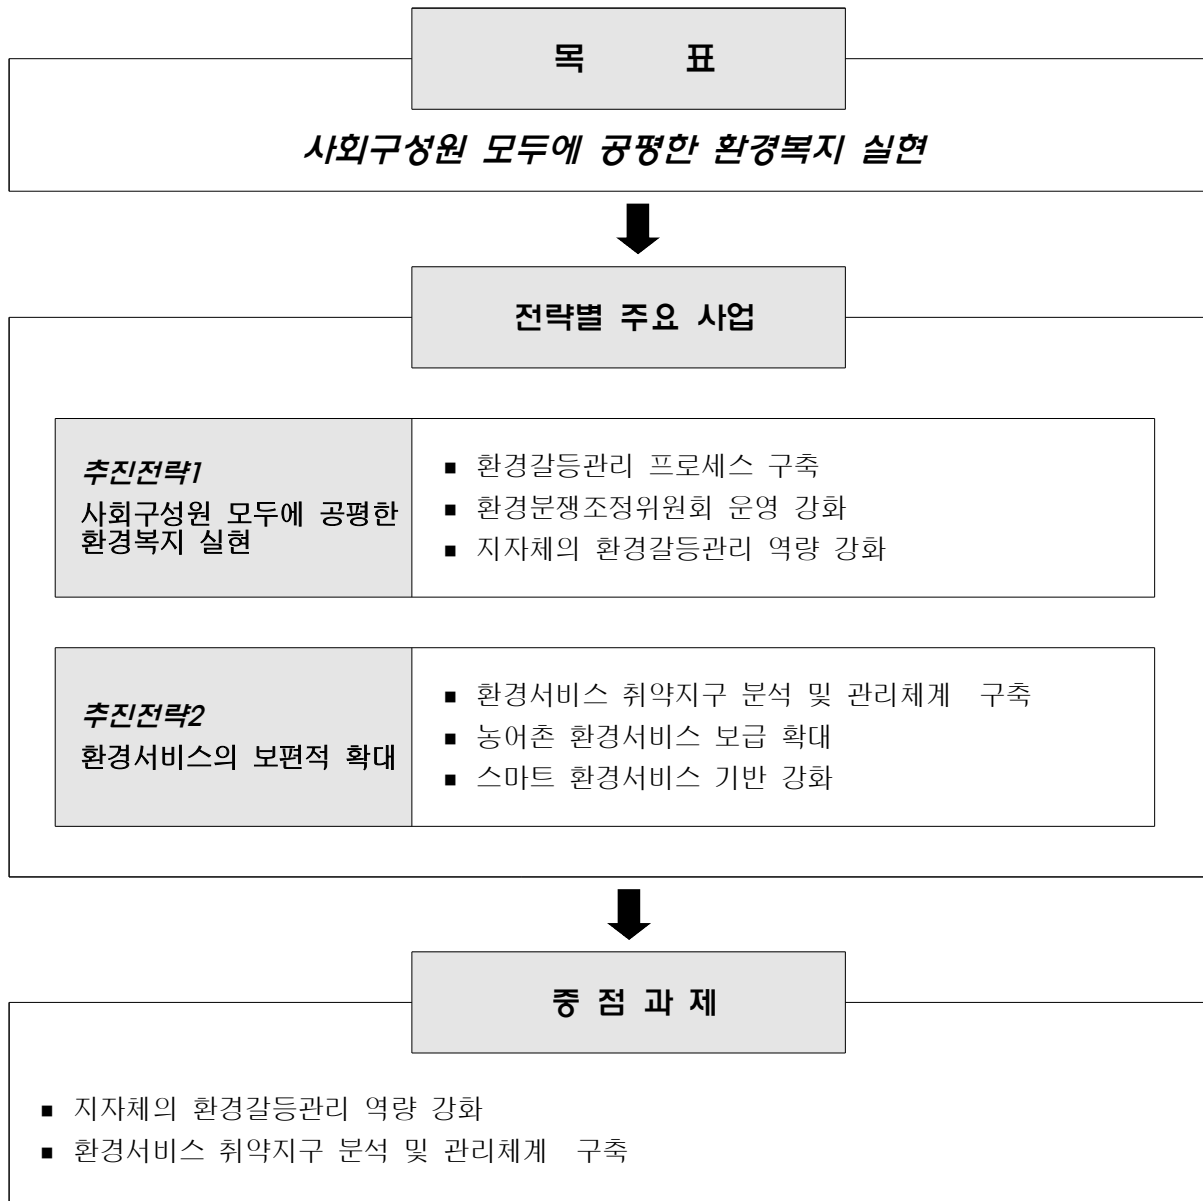 목 표
사회구성원 모두에 공평한 환경복지 실현
전략별 주요 사업
추진전략1
사회구성원 모두에 공평한
환경복지 실현
■ 환경갈등관리 프로세스 구축
■ 환경분쟁조정위원회 운영 강화
■ 지자체의 환경갈등관리 역량 강화
추진전략2
환경서비스의 보편적 확대
■ 환경서비스 취약지구 분석 및 관리체계 구축
■ 농어촌 환경서비스 보급 확대
■ 스마트 환경서비스 기반 강화
중 점 과 제
■ 지자체의 환경갈등관리 역량 강화
■ 환경서비스 취약지구 분석 및 관리체계 구축